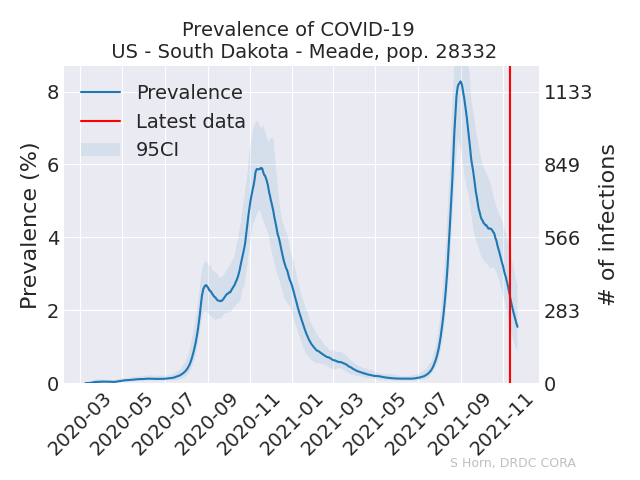 Prevalence of COVID-19
US - South Dakota - Meade, pop. 28332
Prevalence
Latest data
95CI
Prevalence (%)
8
6
4
2
0
1133
849
566
283
0
# of infections
2020-03
2020-05
2020-07
2020-09
2020-11
2021-01
2021-03
2021-05
2021-07
2021-09
2021-11
S Horn, DRDC CORA